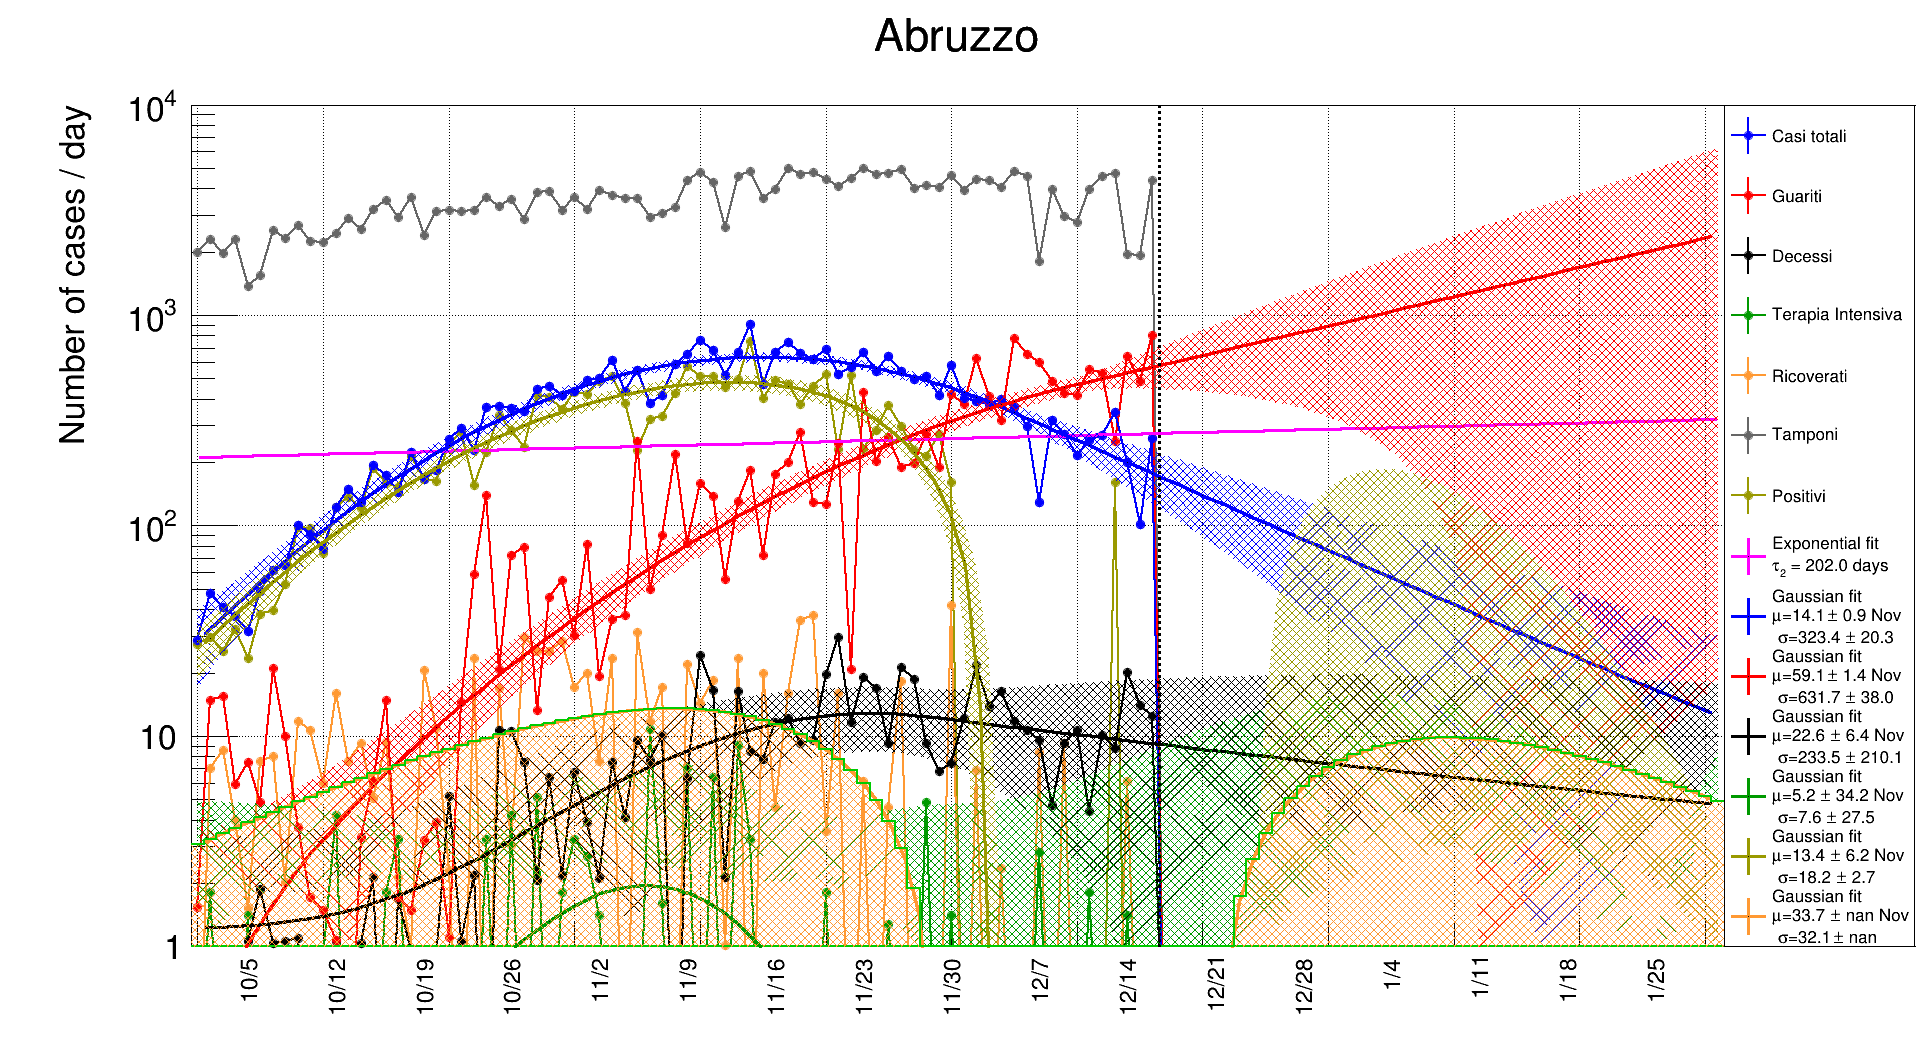 Abruzzo
Number of cases / day
10⁴
10³
10²
10
1
10/5
10/12
10/19
10/26
11/2
11/9
11/16
11/23
11/30
12/7
12/14
12/21
12/28
1/4
1/11
1/18
1/25
Casi totali
Guariti
Decessi
Terapia Intensiva
Ricoverati
Tamponi
Positivi
Exponential fit
τ₂ = 202.0 days
Gaussian fit
μ=14.1 ± 0.9 Nov
σ=323.4 ± 20.3
Gaussian fit
μ=59.1 ± 1.4 Nov
σ=631.7 ± 38.0
Gaussian fit
μ=22.6 ± 6.4 Nov
σ=233.5 ± 210.1
Gaussian fit
μ=5.2 ± 34.2 Nov
σ=7.6 ± 27.5
Gaussian fit
μ=13.4 ± 6.2 Nov
σ=18.2 ± 2.7
Gaussian fit
μ=33.7 ± nan Nov
σ=32.1 ± nan